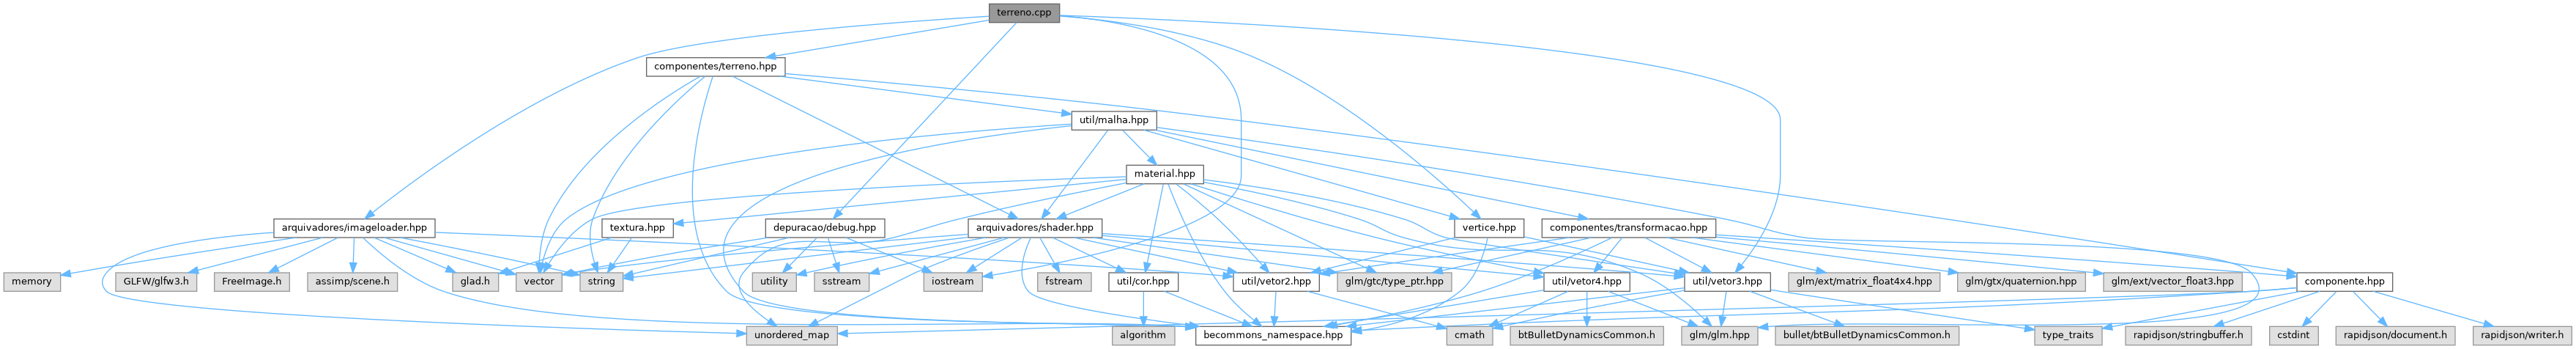 terreno.cpp
componentes/terreno.hpp
util/malha.hpp
material.hpp
arquivadores/imageloader.hpp
textura.hpp
depuracao/debug.hpp
arquivadores/shader.hpp
vertice.hpp
componentes/transformacao.hpp
memory
GLFW/glfw3.h
FreeImage.h
assimp/scene.h
glad.h
vector
string
utility
sstream
iostream
fstream
util/cor.hpp
util/vetor2.hpp
glm/gtc/type_ptr.hpp
util/vetor4.hpp
util/vetor3.hpp
glm/ext/matrix_float4x4.hpp
glm/gtx/quaternion.hpp
glm/ext/vector_float3.hpp
componente.hpp
unordered_map
algorithm
becommons_namespace.hpp
cmath
btBulletDynamicsCommon.h
glm/glm.hpp
bullet/btBulletDynamicsCommon.h
type_traits
rapidjson/stringbuffer.h
cstdint
rapidjson/document.h
rapidjson/writer.h